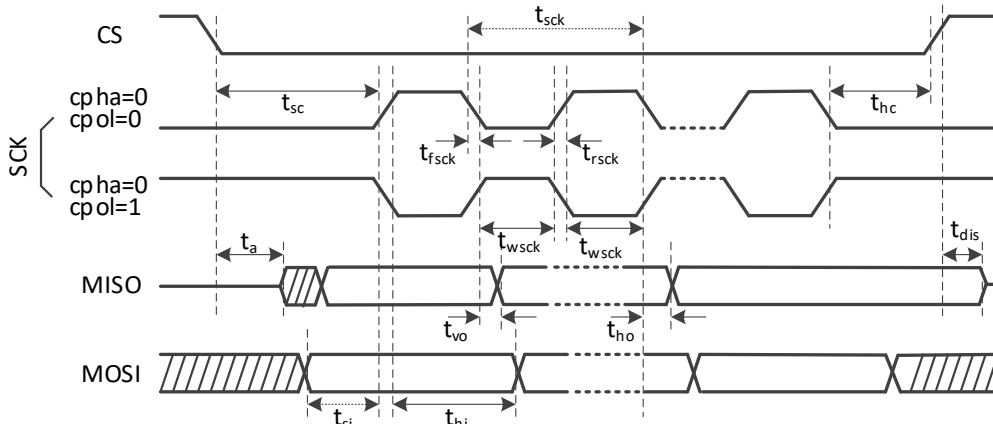 CS
t_sck
cpha=0
cpol=0
t_sc
t_hc
SCK
t_fsck
t_rsck
cpha=0
cpol=1
t_a
t_wsck
t_wsck
t_dis
MISO
t_vo
t_ho
MOSI
t_si
t_hi